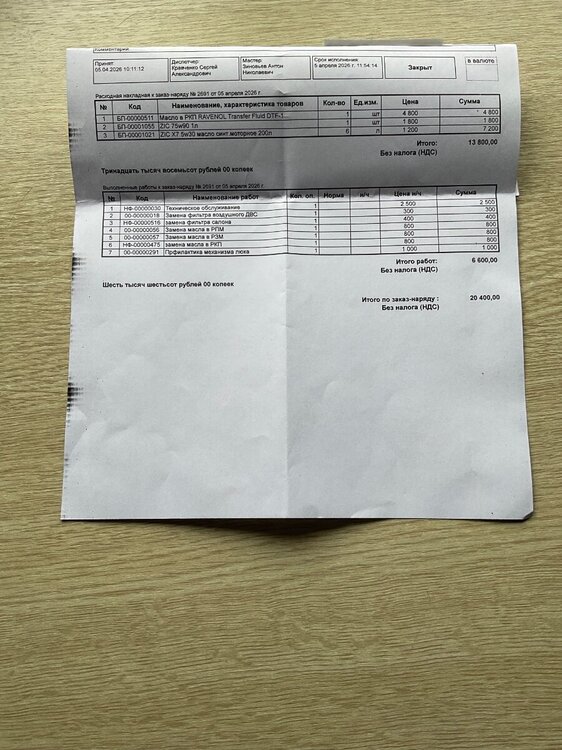 Комментарий
Принят: 05.04.2026 10:11:12 Диспетчер: Кравченко Сергей Александрович Мастер: Зиновьев Антон Николаевич Срок исполнения: 5 апреля 2026 г. 11:54:14 Закрыт в валюте
Расходная накладная к заказ-наряду № 2691 от 05 апреля 2026 г.
№ Код Наименование, характеристика товаров Кол-во Ед.изм. Цена Сумма
1 БП-00000511 Масло в РКП RAVENOL Transfer Fluid DTF-1... 1 шт 4 800 4 800
2 БП-00001055 ZIC 75w90 1л 1 шт 1 800 1 800
3 БП-00001021 ZIC X7 5w30 масло синт.моторное 200л 6 л 1 200 7 200
Итого: 13 800,00
Без налога (НДС)
Тринадцать тысяч восемьсот рублей 00 копеек
Выполненные работы к заказ-наряду № 2691 от 05 апреля 2026 г.
№ Код Наименование работ Кол. оп. Норма н/ч Цена н/ч Сумма
1 НФ-00000030 Техническое обслуживание 1 2 500 2 500
2 00-00000018 Замена фильтра воздушного ДВС 1 300 300
3 НФ-00000516 Замена фильтра салона 1 400 400
4 00-00000056 Замена масла в РПМ 1 800 800
5 00-00000057 Замена масла в РЗМ 1 800 800
6 НФ-00000475 замена масла в РКП 1 800 800
7 00-00000291 Профилактика механизма люка 1 1 000 1 000
Итого работ: 6 600,00
Без налога (НДС)
Шесть тысяч шестьсот рублей 00 копеек
Итого по заказ-наряду : 20 400,00
Без налога (НДС)